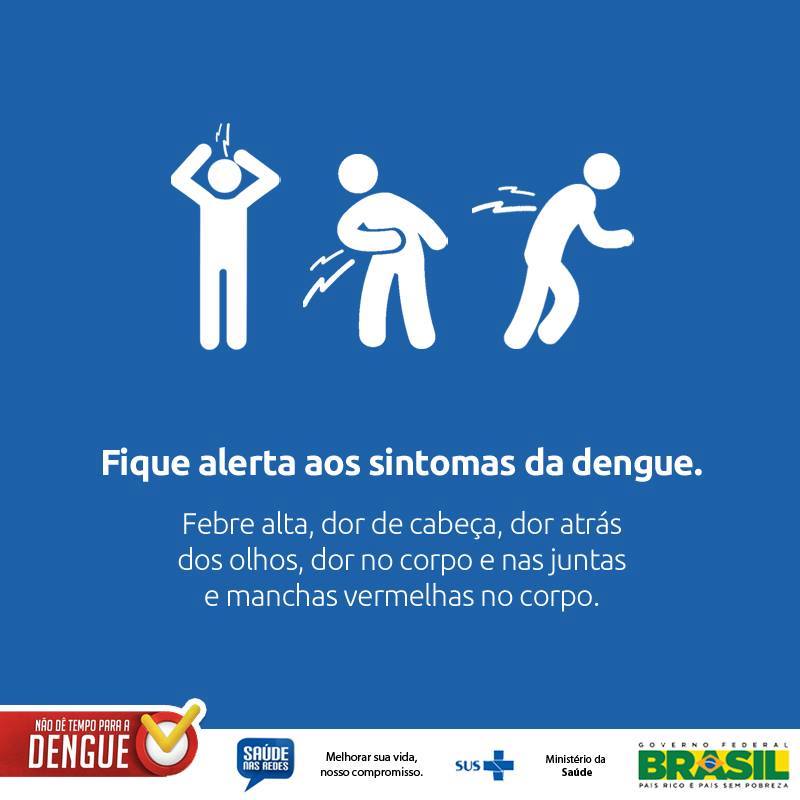 Fique alerta aos sintomas da dengue.
Febre alta, dor de cabeça, dor atrás
dos olhos, dor no corpo e nas juntas
e manchas vermelhas no corpo.
NÃO DÊ TEMPO PARA A
DENGUE
SAÚDE
NAS REDES
Melhorar sua vida,
nosso compromisso.
SUS
Ministério da
Saúde
GOVERNO FEDERAL
BRASIL
PAÍS RICO É PAÍS SEM POBREZA